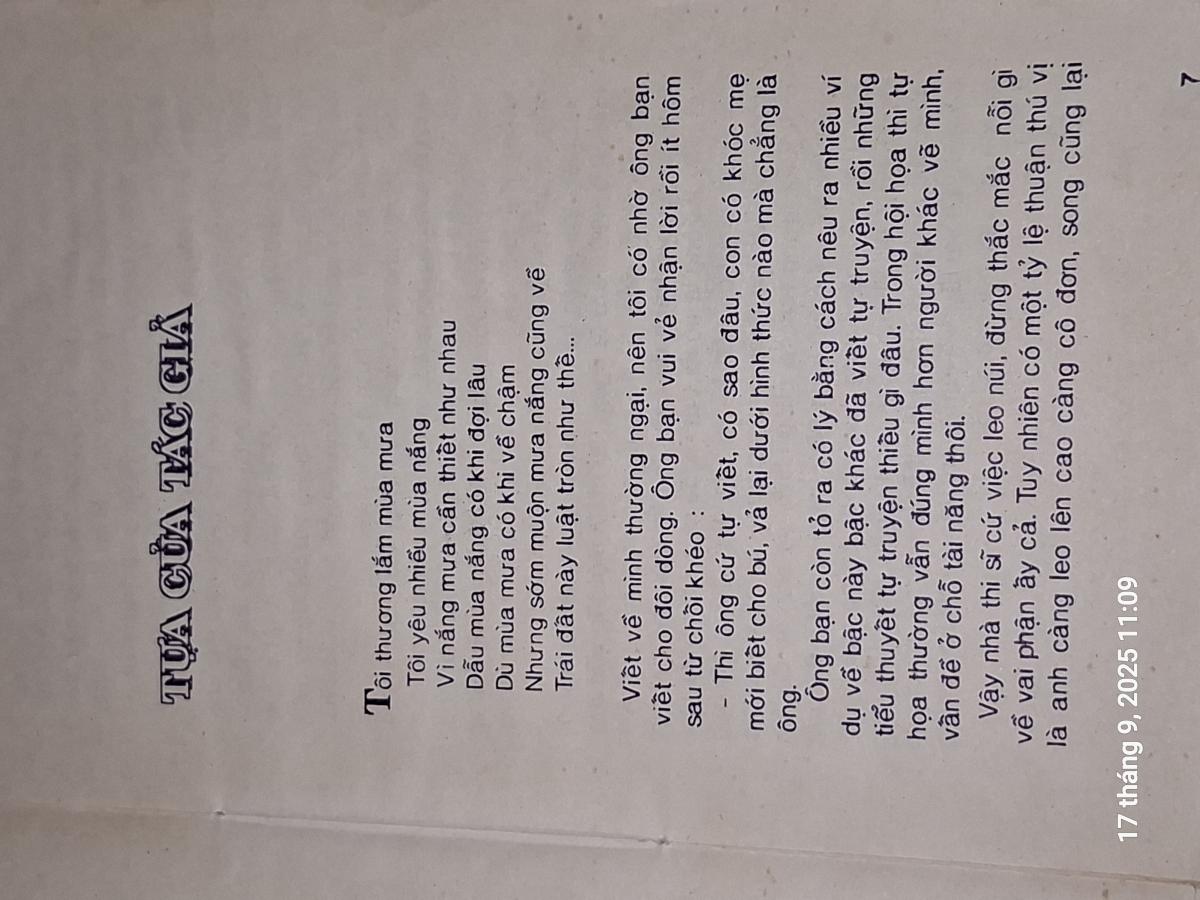 TỰA CỦA TÁC GIẢ
Tôi thương lắm mùa mưa
Tôi yêu nhiều mùa nắng
Vì nắng mưa cần thiết như nhau
Dẫu mùa nắng có khi đợi lâu
Dù mùa mưa có khi về chậm
Nhưng sớm muộn mưa nắng cũng về
Trái đất này luật tròn như thế...
Viết về mình thường ngại, nên tôi có nhờ ông bạn
viết cho đôi dòng. Ông bạn vui vẻ nhận lời rồi ít hôm
sau từ chối khéo :
- Thì ông cứ tự viết, có sao đâu, con có khóc mẹ
mới biết cho bú, vả lại dưới hình thức nào mà chẳng là
ông.
Ông bạn còn tỏ ra có lý bằng cách nêu ra nhiều ví
dụ về bậc này bậc khác đã viết tự truyện, rồi những
tiểu thuyết tự truyện thiếu gì đâu. Trong hội họa thì tự
họa thường vẫn đúng mình hơn người khác vẽ mình,
vấn đề ở chỗ tài năng thôi.
Vậy nhà thi sĩ cứ việc leo núi, đừng thắc mắc nỗi gì
về vai phận ấy cả. Tuy nhiên có một tỷ lệ thuận thú vị
là anh càng leo lên cao càng cô đơn, song cũng lại
7
17 tháng 9, 2025 11:09